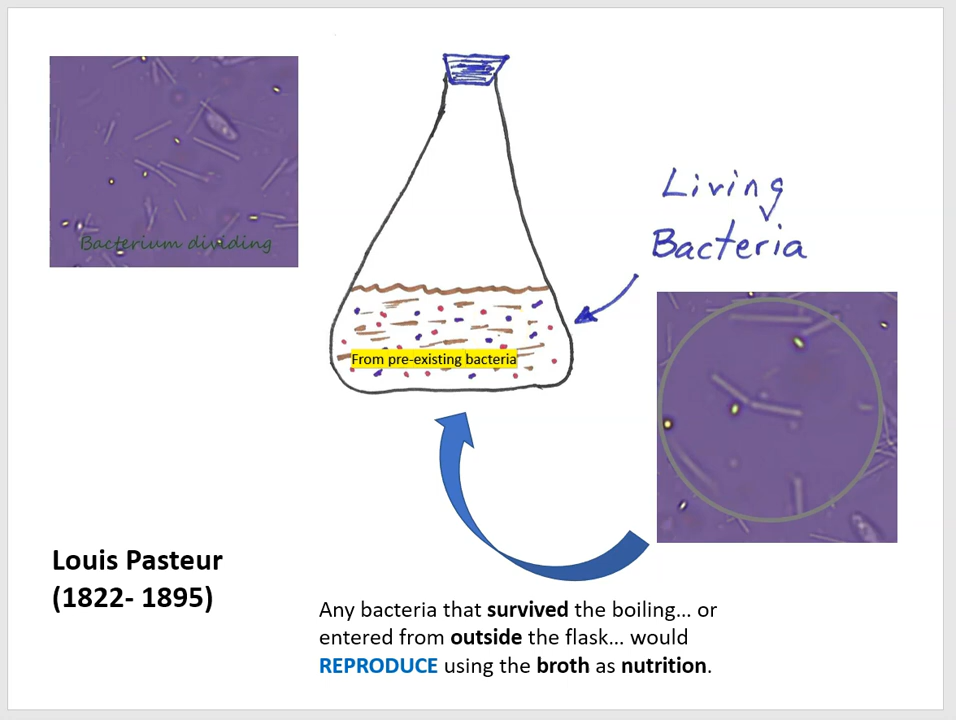 Bacterium dividing
Living
Bacteria
From pre-existing bacteria
Louis Pasteur
(1822- 1895)
Any bacteria that survived the boiling... or
entered from outside the flask... would
REPRODUCE using the broth as nutrition.